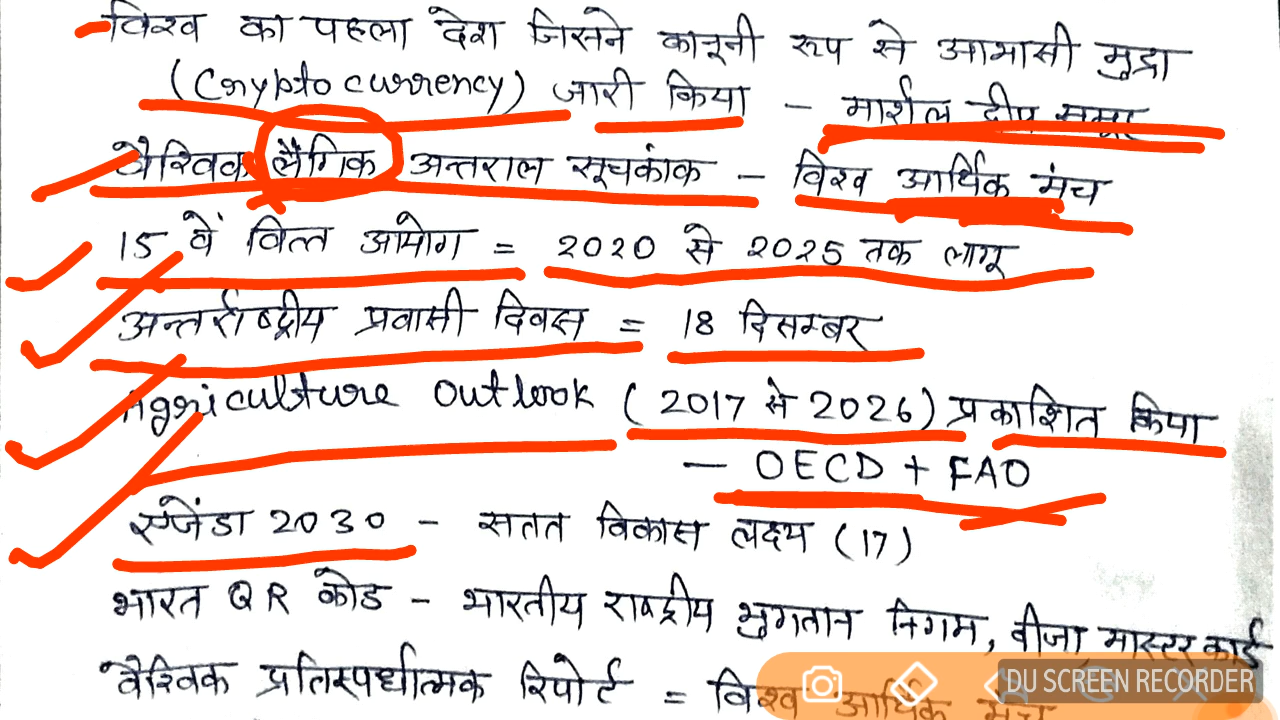 विश्व का पहला देश जिसने कानूनी रूप से आभासी मुद्रा
(Cryptocurrency) जारी किया - मार्शल द्वीप समूह
वैश्विक लैंगिक अन्तराल सूचकांक - विश्व आर्थिक मंच
15 वें वित्त आयोग = 2020 से 2025 तक लागू
अन्तर्राष्ट्रीय प्रवासी दिवस = 18 दिसम्बर
Agriculture Outlook (2017 से 2026) प्रकाशित किया
- OECD + FAO
एजेंडा 2030 - सतत विकास लक्ष्य (17)
भारत QR कोड - भारतीय राष्ट्रीय भुगतान निगम, वीजा, मास्टर कार्ड
वैश्विक प्रतिस्पर्धात्मक रिपोर्ट = विश्व आर्थिक मंच
DU SCREEN RECORDER